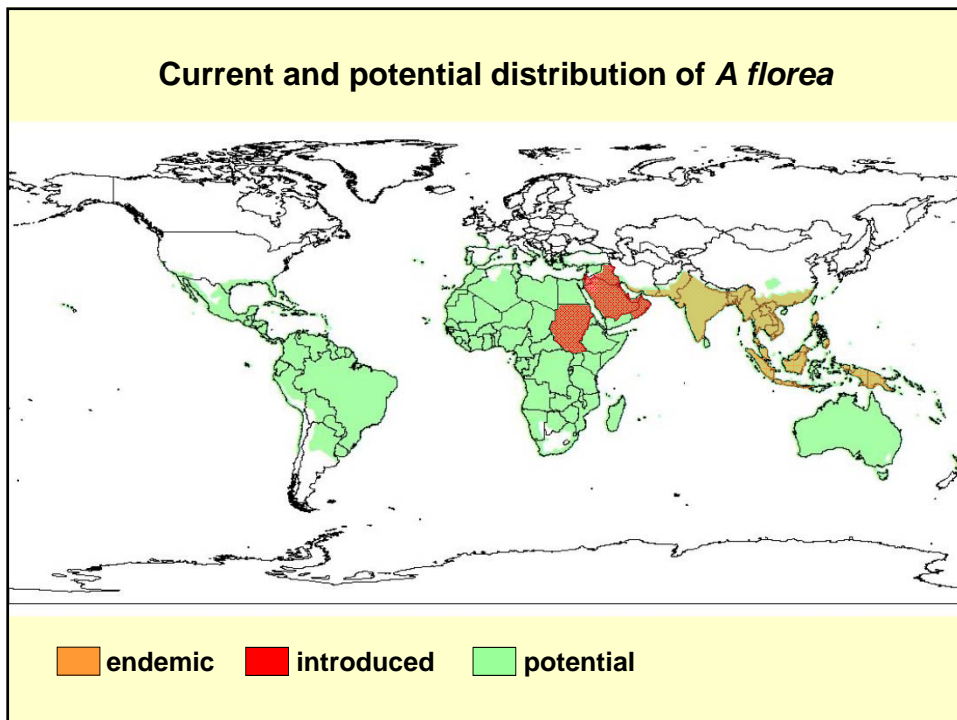 Current and potential distribution of A florea
endemic introduced potential